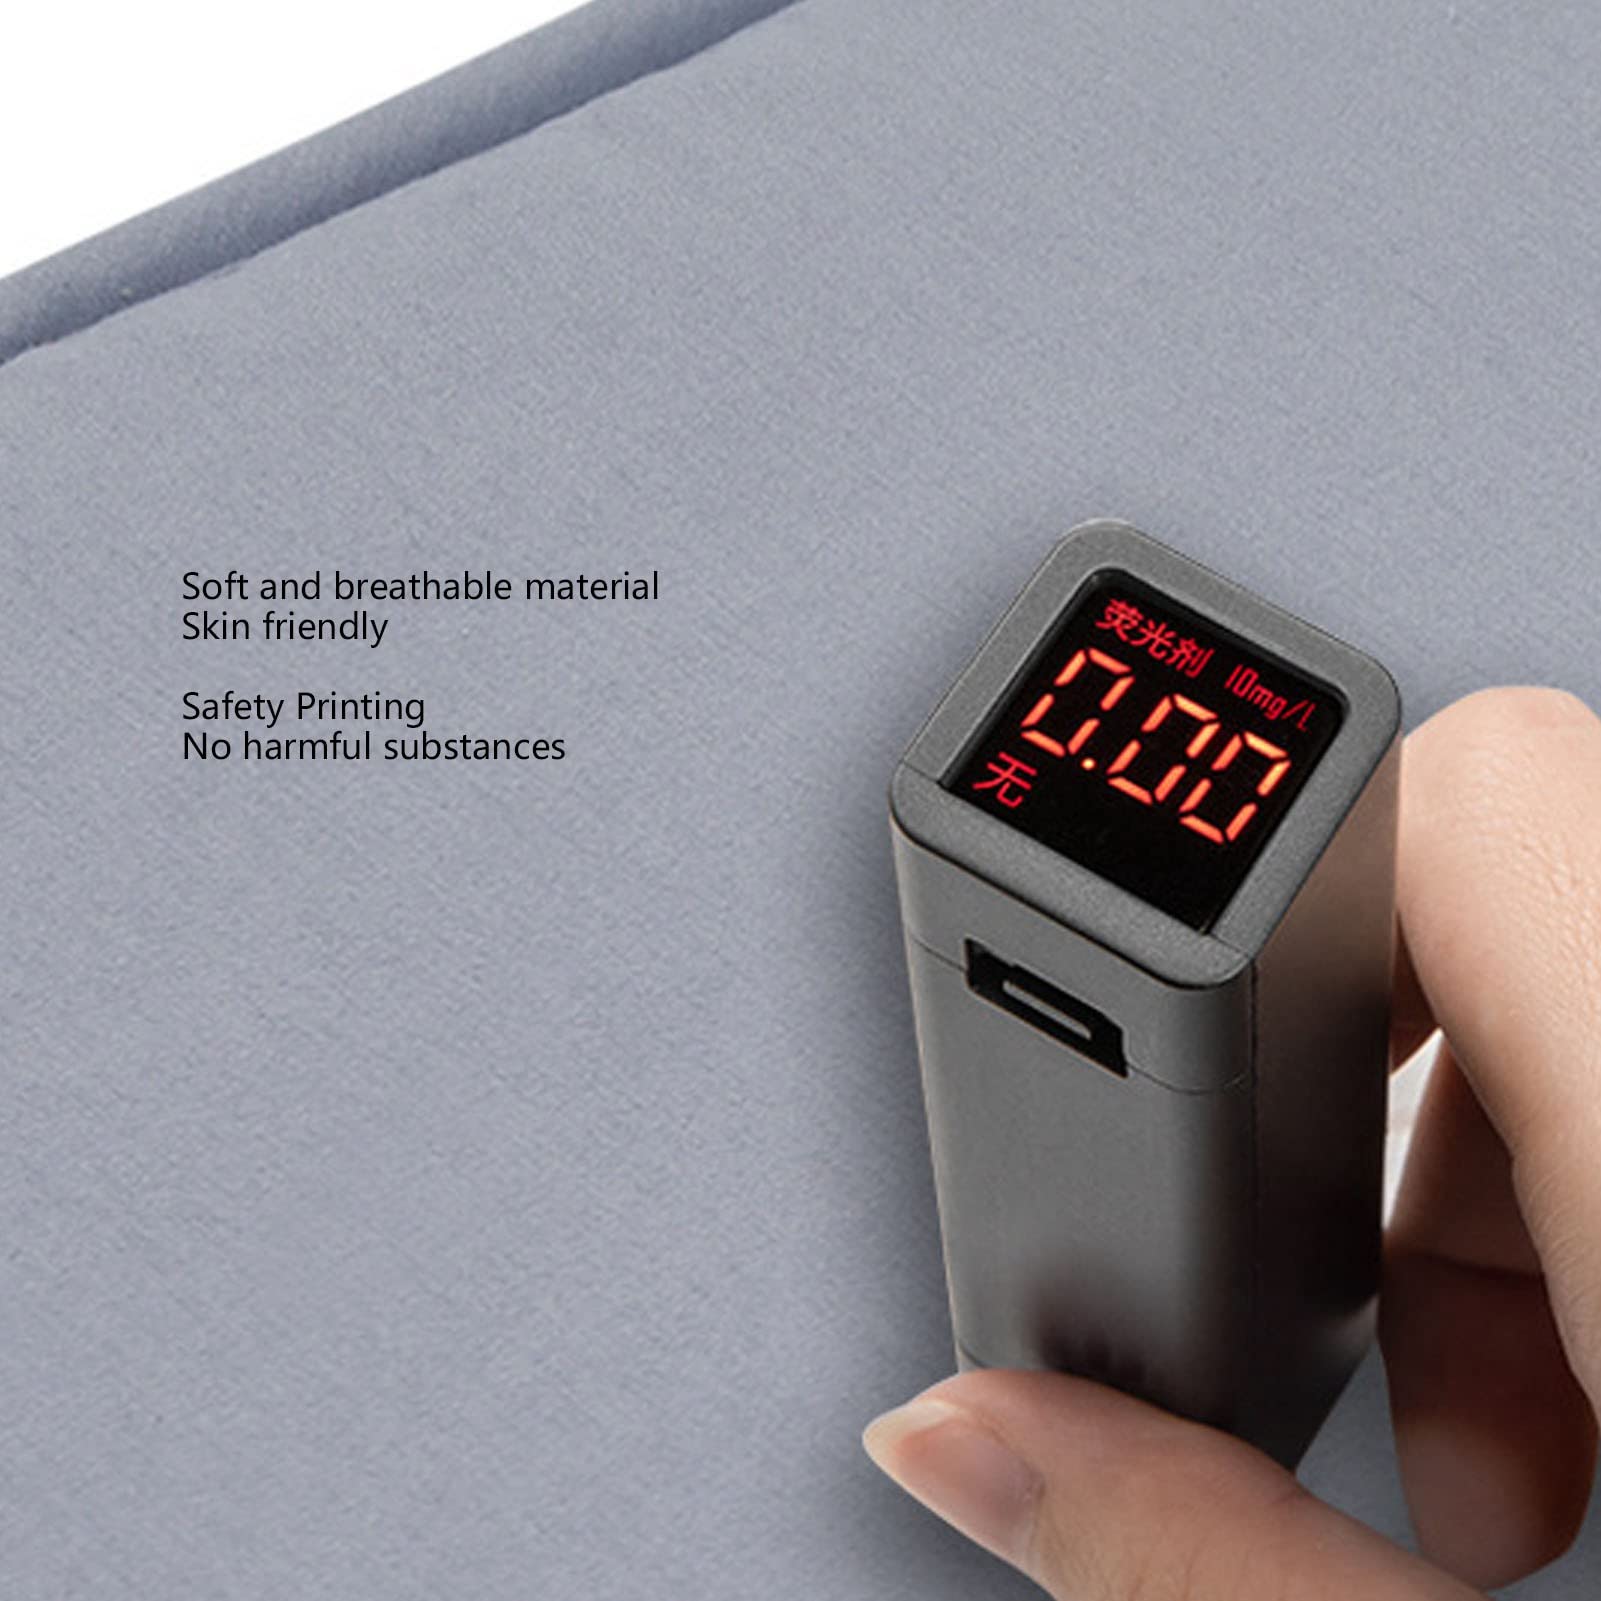 Soft and breathable material
Skin friendly
Safety Printing
No harmful substances
荧光剂 10mg/L
0.00
无